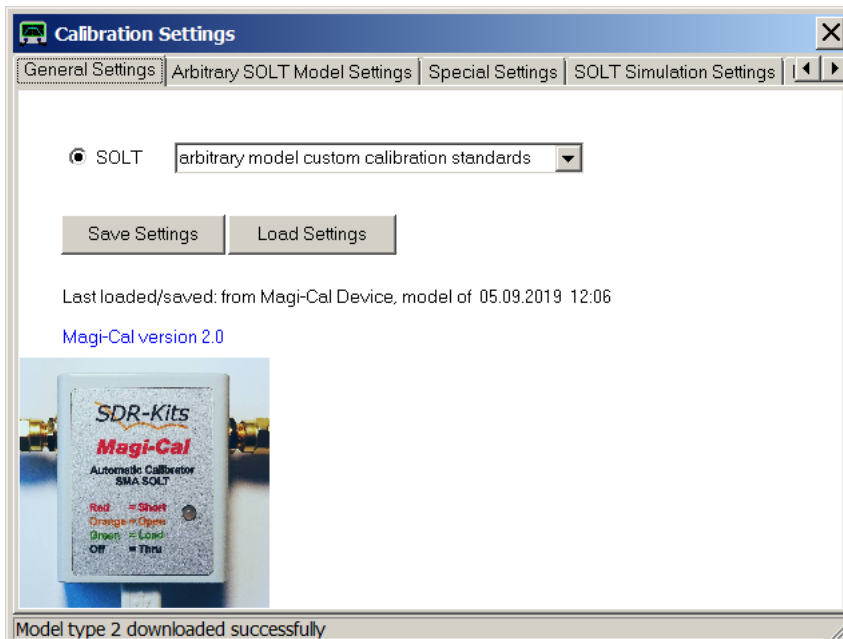 Calibration Settings
General Settings Arbitrary SOLT Model Settings Special Settings SOLT Simulation Settings
SOLT arbitrary model custom calibration standards
Save Settings Load Settings
Last loaded/saved: from Magi-Cal Device, model of 05.09.2019 12:06
Magi-Cal version 2.0
SDR-Kits
Magi-Cal
Automatic Calibrator
SMA SOLT
Red = Short
Orange = Open
Green = Load
Off = Thru
Model type 2 downloaded successfully